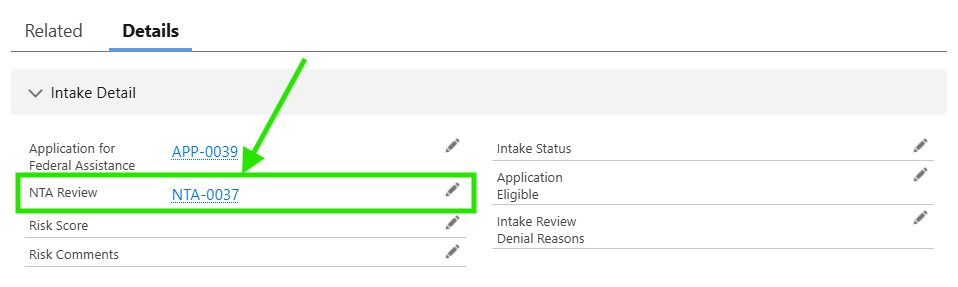 Related Details
Intake Detail
Application for
Federal Assistance
APP-0039
NTA Review
NTA-0037
Risk Score
Risk Comments
Intake Status
Application
Eligible
Intake Review
Denial Reasons